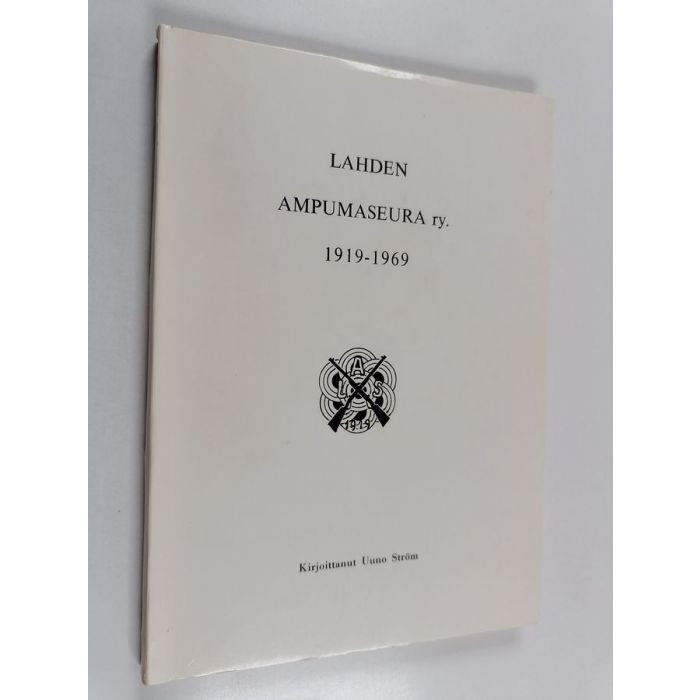 LAHDEN
AMPUMASEURA ry.
1919-1969
A
L S
1919
Kirjoittanut Uuno Ström